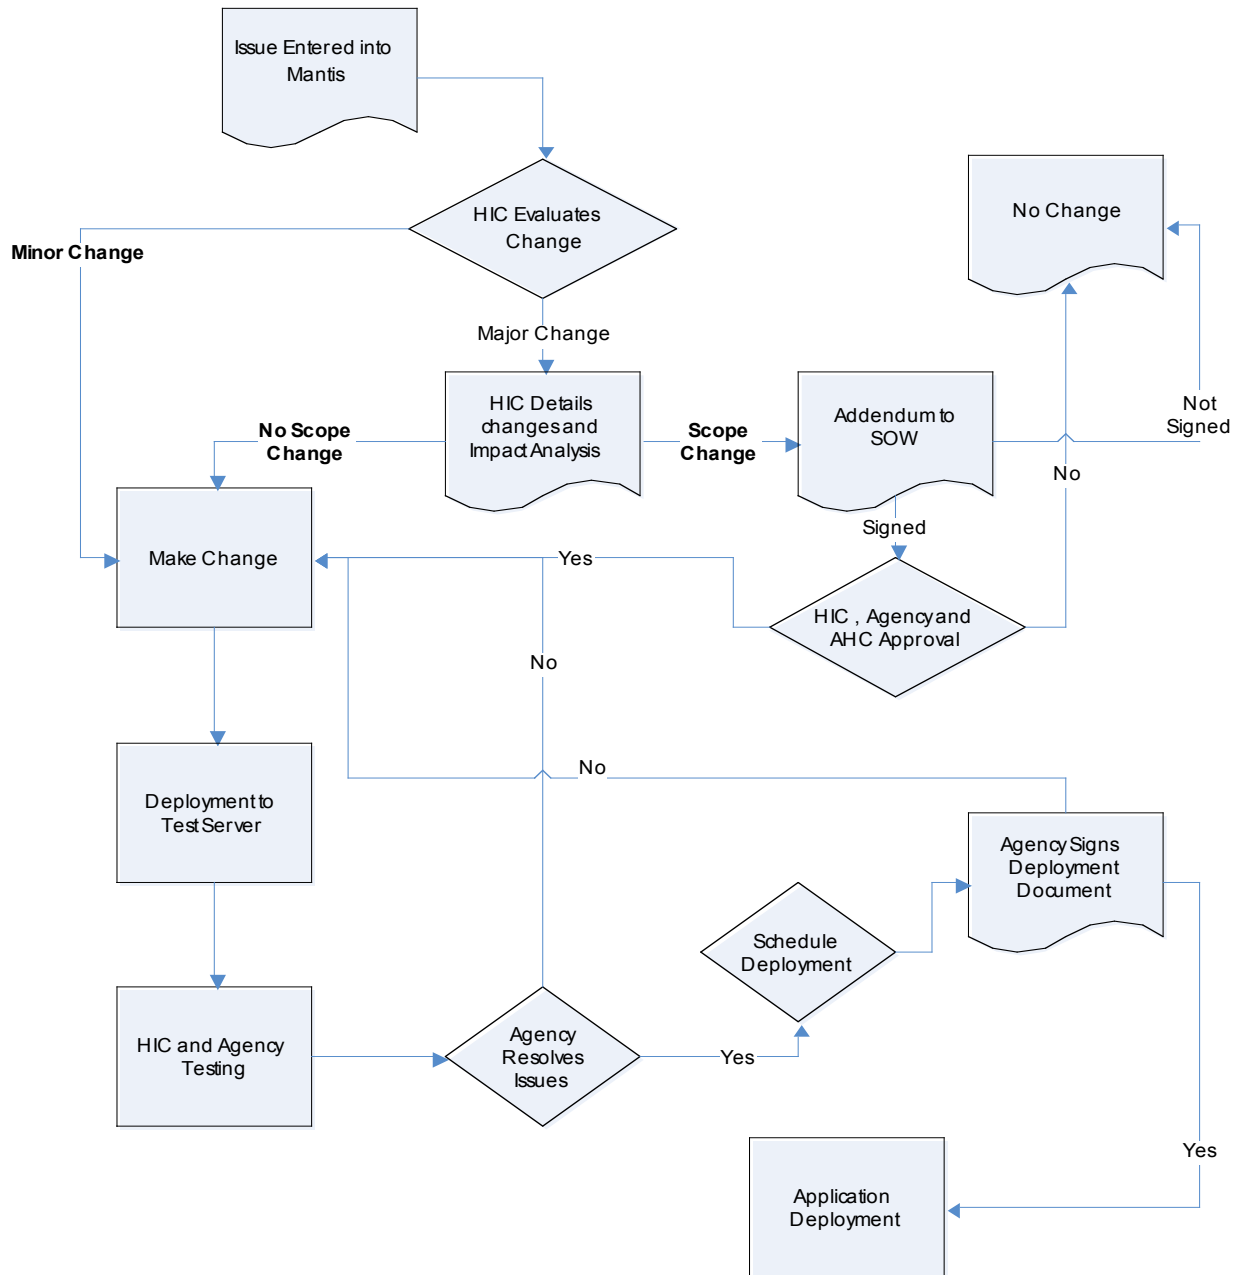 Issue Entered into
Mantis
HIC Evaluates
Change
No Change
Minor Change
Major Change
HIC Details
changes and
Impact Analysis
Addendum to
SOW
Not
Signed
No Scope
Change
Scope
Change
No
Signed
Make Change
Yes
HIC , Agency and
AHC Approval
No
No
Deployment to
Test Server
Agency Signs
Deployment
Document
Schedule
Deployment
HIC and Agency
Testing
Agency
Resolves
Issues
Yes
Yes
Application
Deployment